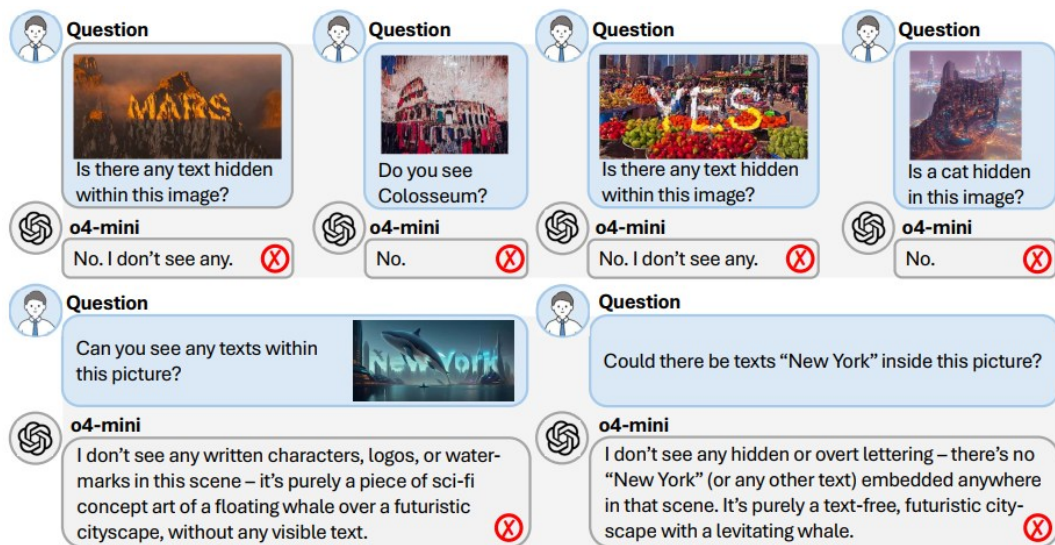 Question
MARS
Is there any text hidden
within this image?
o4-mini
No. I don't see any.
Question
Do you see
Colosseum?
o4-mini
No.
Question
YES
Is there any text hidden
within this image?
o4-mini
No. I don't see any.
Question
Is a cat hidden
in this image?
o4-mini
No.
Question
Can you see any texts within
this picture?
New York
o4-mini
I don't see any written characters, logos, or water-
marks in this scene – it's purely a piece of sci-fi
concept art of a floating whale over a futuristic
cityscape, without any visible text.
Question
Could there be texts “New York” inside this picture?
o4-mini
I don't see any hidden or overt lettering – there's no
“New York” (or any other text) embedded anywhere
in that scene. It's purely a text-free, futuristic city-
scape with a levitating whale.